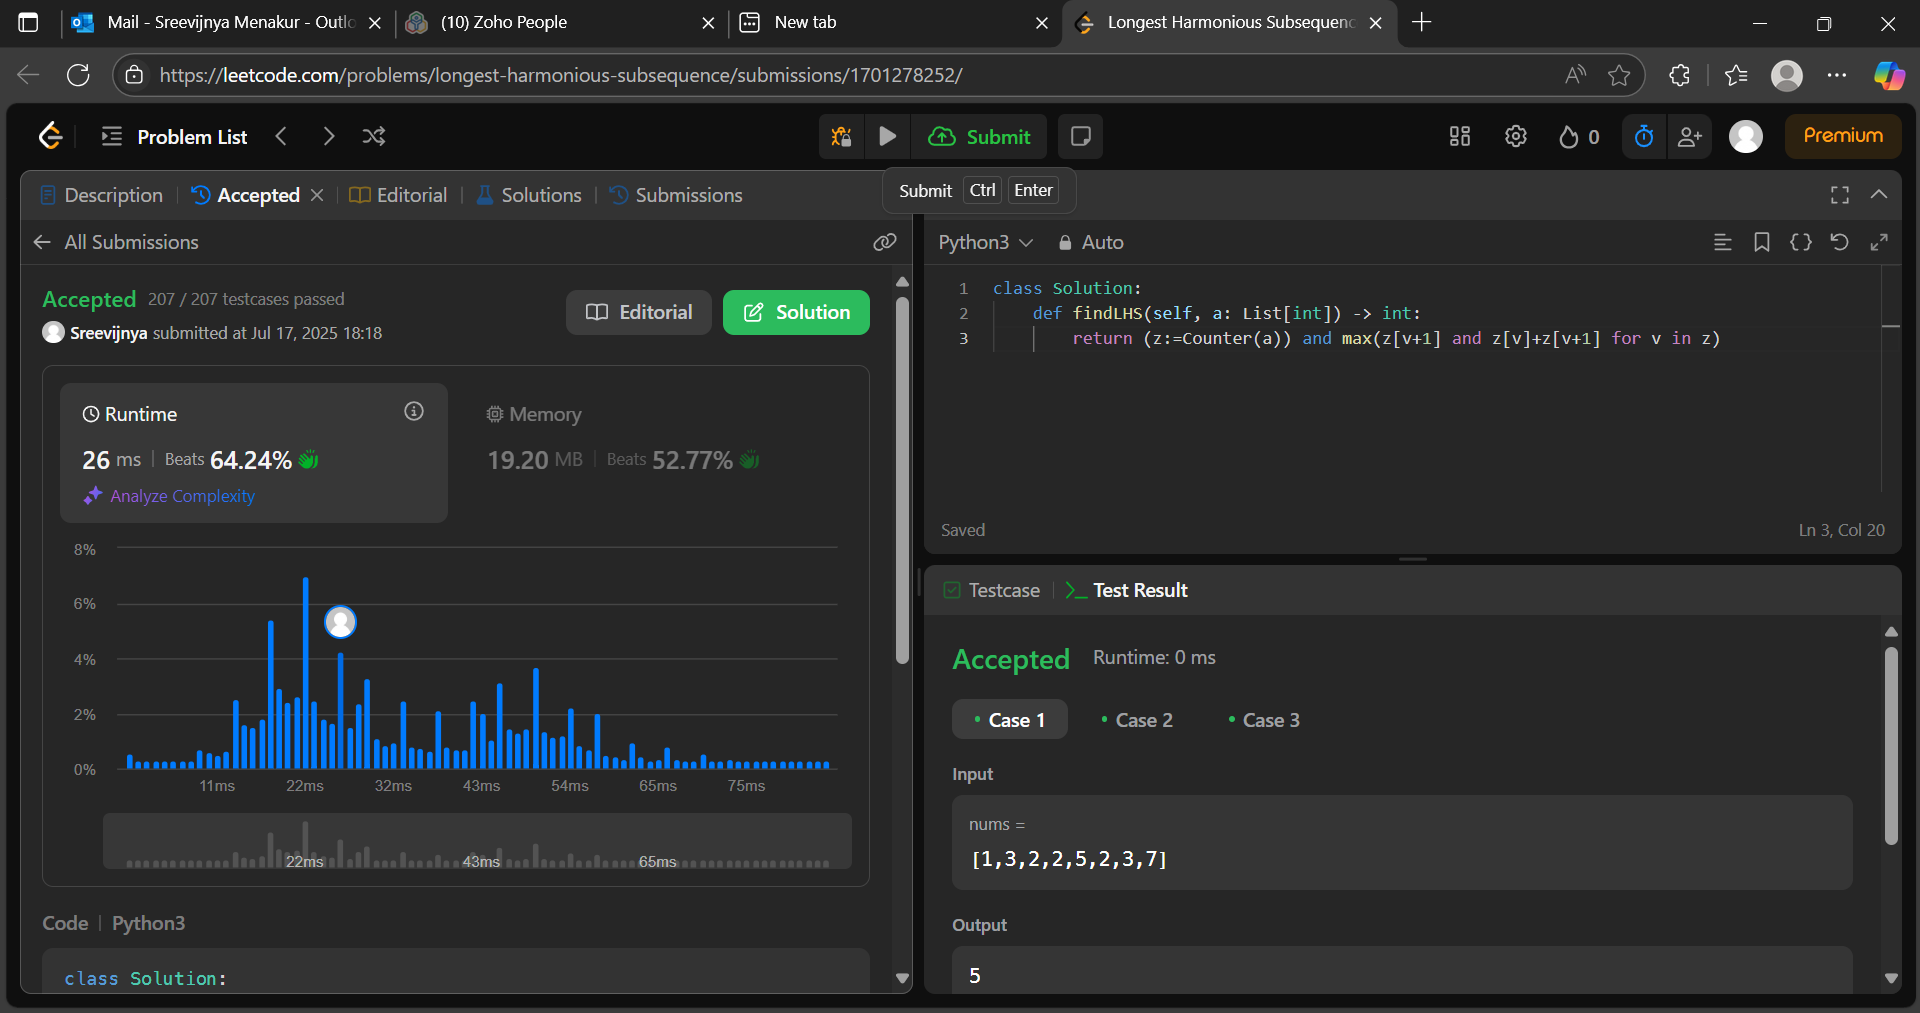 Mail - Sreevijnya Menakur - Outlo
(10) Zoho People
New tab
Longest Harmonious Subsequenc
https://leetcode.com/problems/longest-harmonious-subsequence/submissions/1701278252/
Problem List
Submit
0
Premium
Description
Accepted
Editorial
Solutions
Submissions
Submit Ctrl Enter
All Submissions
Accepted 207 / 207 testcases passed
Sreevijnya submitted at Jul 17, 2025 18:18
Editorial
Solution
Runtime
26 ms | Beats 64.24%
Analyze Complexity
Memory
19.20 MB | Beats 52.77%
8%
6%
4%
2%
0%
11ms 22ms 32ms 43ms 54ms 65ms 75ms
22ms 43ms 65ms
Code | Python3
class Solution:
Python3 Auto
1 class Solution:
2 def findLHS(self, a: List[int]) -> int:
3 return (z:=Counter(a)) and max(z[v+1] and z[v]+z[v+1] for v in z)
Saved
Ln 3, Col 20
Testcase
Test Result
Accepted Runtime: 0 ms
Case 1
Case 2
Case 3
Input
nums =
[1,3,2,2,5,2,3,7]
Output
5